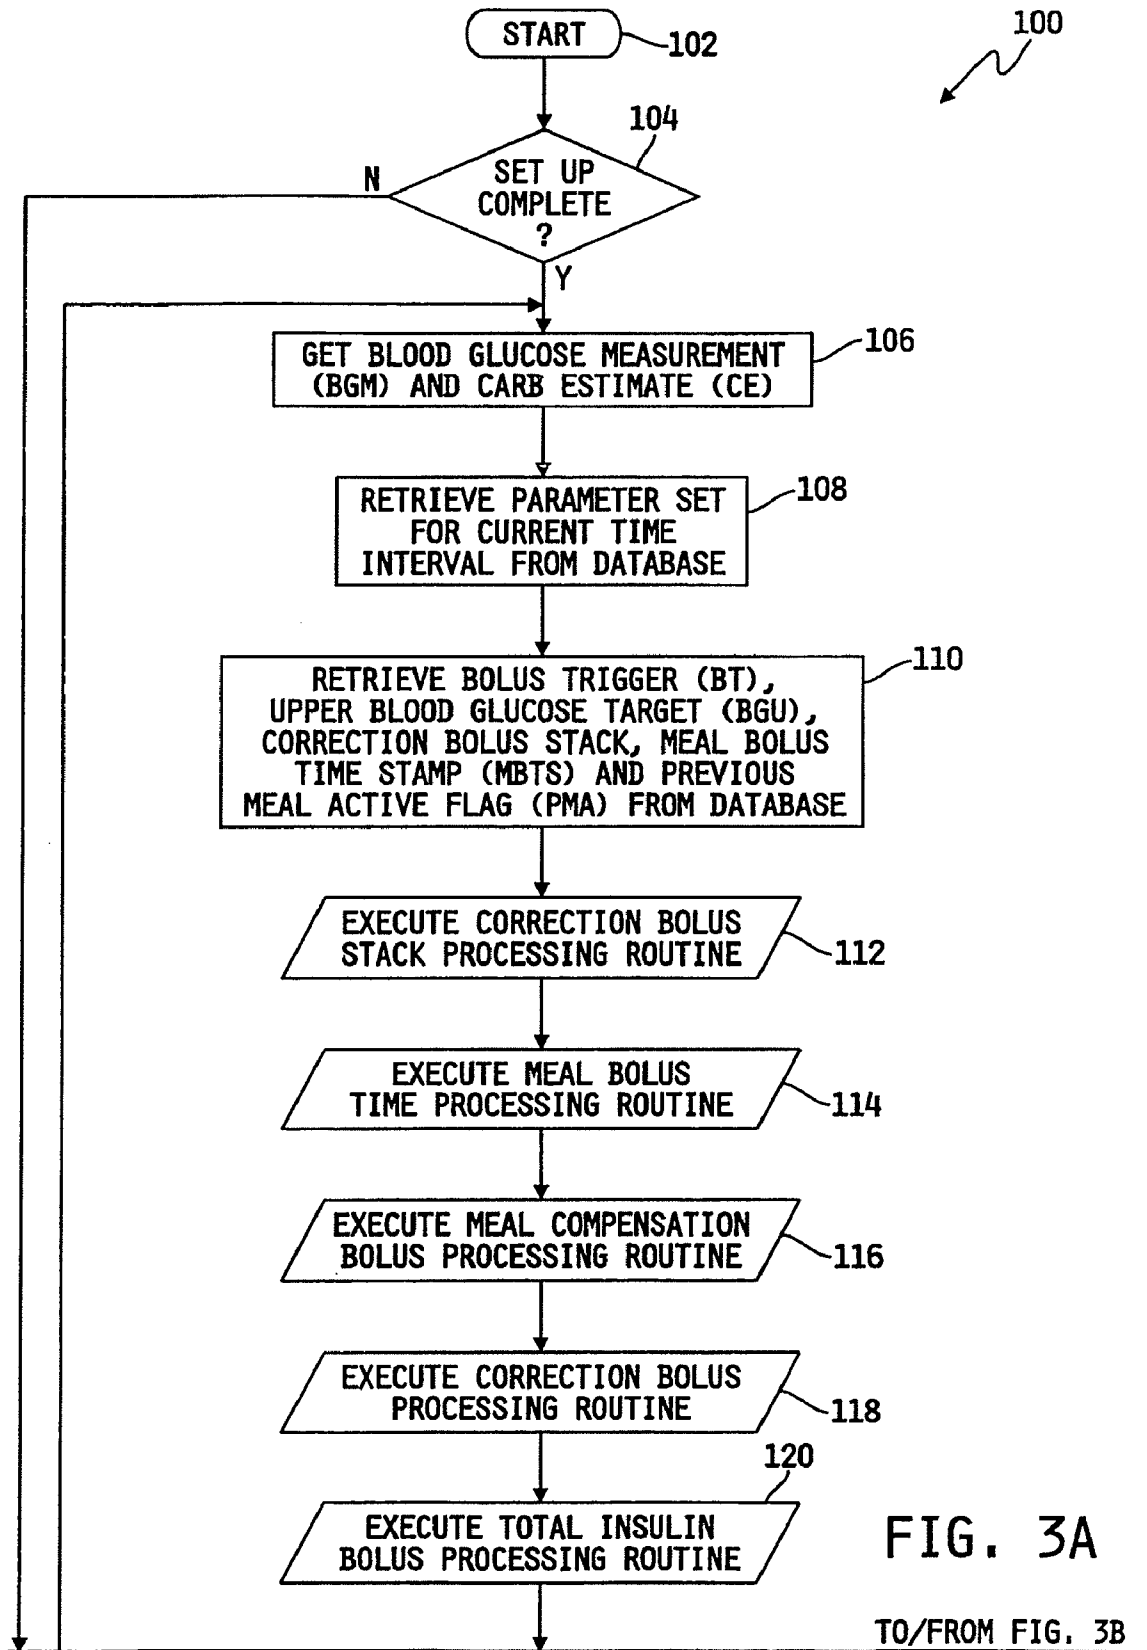 START
102
100
104
SET UP
COMPLETE
?
N
Y
GET BLOOD GLUCOSE MEASUREMENT
(BGM) AND CARB ESTIMATE (CE)
106
RETRIEVE PARAMETER SET
FOR CURRENT TIME
INTERVAL FROM DATABASE
108
RETRIEVE BOLUS TRIGGER (BT),
UPPER BLOOD GLUCOSE TARGET (BGU),
CORRECTION BOLUS STACK, MEAL BOLUS
TIME STAMP (MBTS) AND PREVIOUS
MEAL ACTIVE FLAG (PMA) FROM DATABASE
110
EXECUTE CORRECTION BOLUS
STACK PROCESSING ROUTINE
112
EXECUTE MEAL BOLUS
TIME PROCESSING ROUTINE
114
EXECUTE MEAL COMPENSATION
BOLUS PROCESSING ROUTINE
116
EXECUTE CORRECTION BOLUS
PROCESSING ROUTINE
118
120
EXECUTE TOTAL INSULIN
BOLUS PROCESSING ROUTINE
FIG. 3A
TO/FROM FIG. 3B